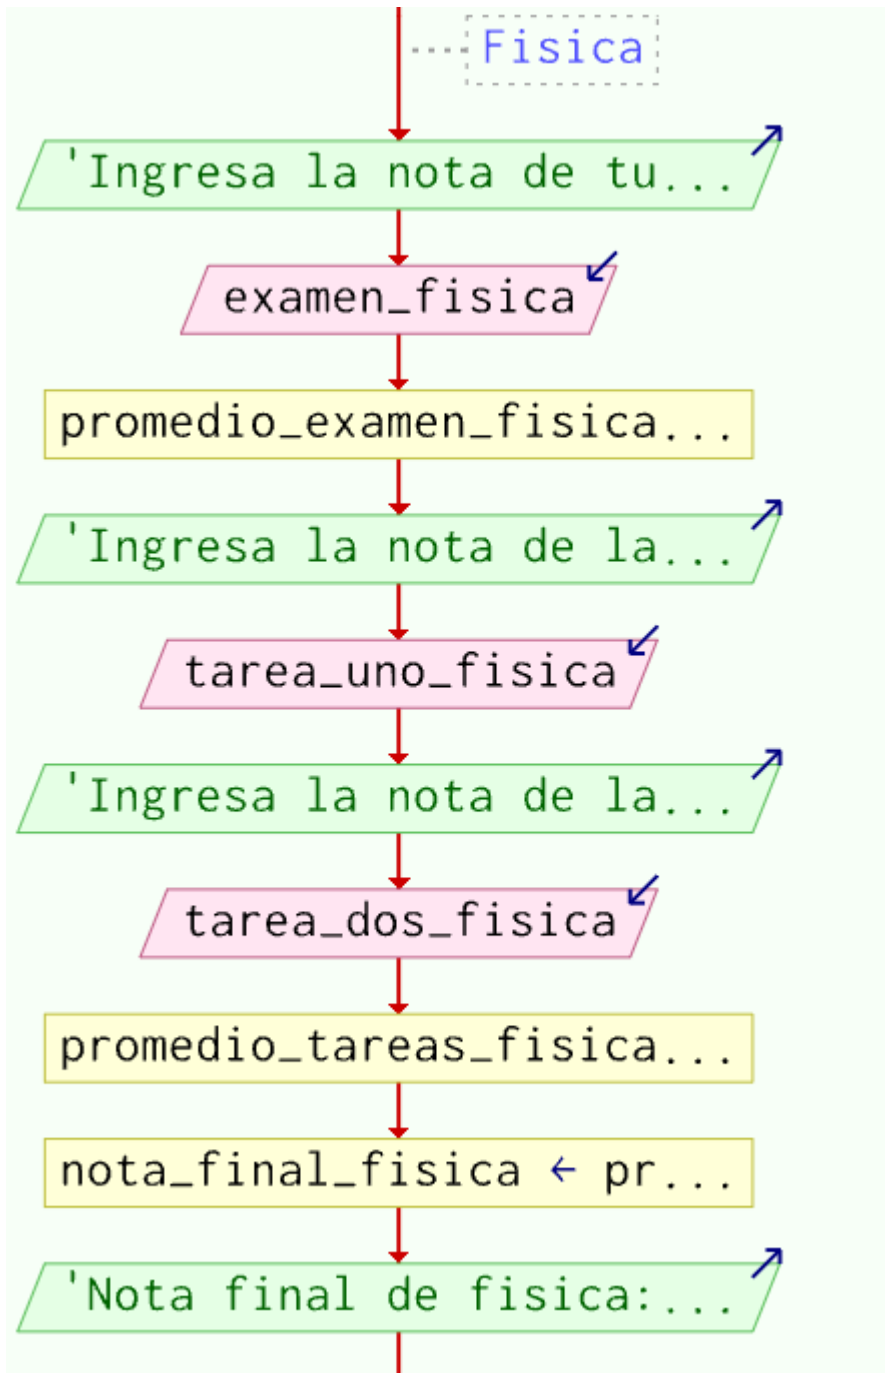 Fisica
'Ingresa la nota de tu...
examen_fisica
promedio_examen_fisica...
'Ingresa la nota de la...
tarea_uno_fisica
'Ingresa la nota de la...
tarea_dos_fisica
promedio_tareas_fisica...
nota_final_fisica ← pr...
'Nota final de fisica:...